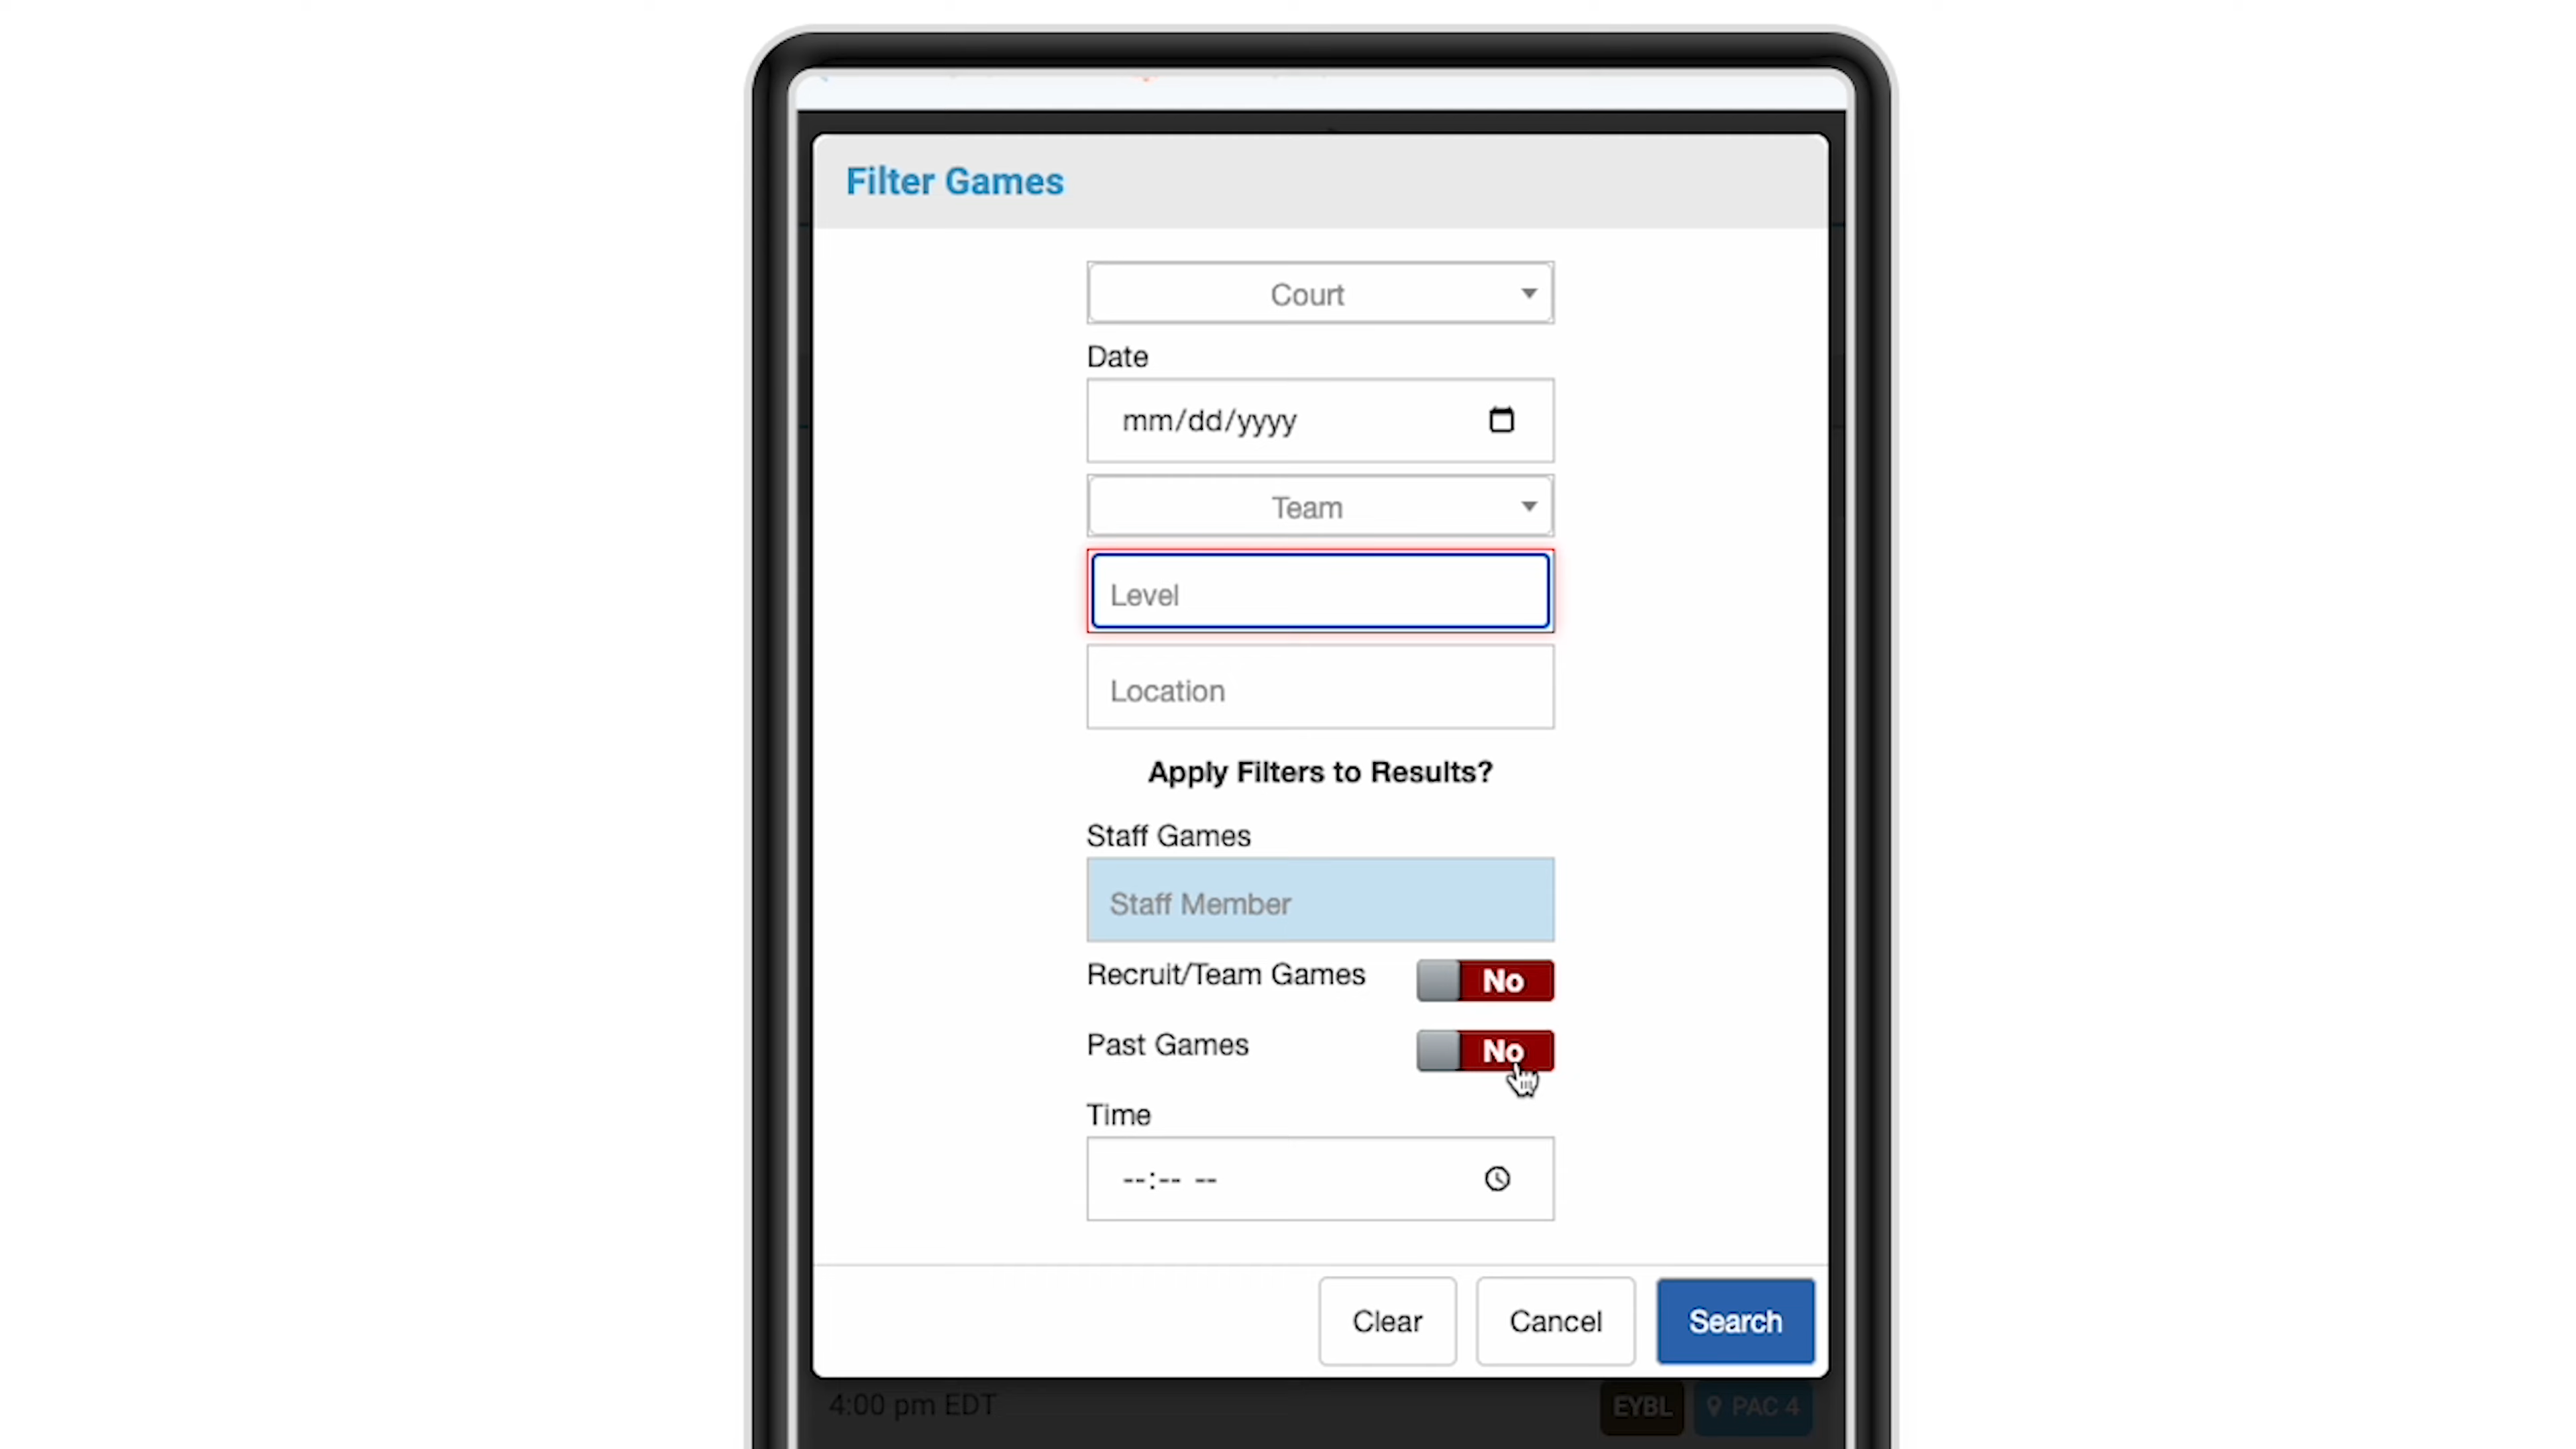 Filter Games
Court
Date
mm/dd/yyyy
Team
Level
Location
Apply Filters to Results?
Staff Games
Staff Member
Recruit/Team Games No
Past Games No
Time
--:-- --
Clear Cancel Search
4:00 pm EDT EYBL PAC 4